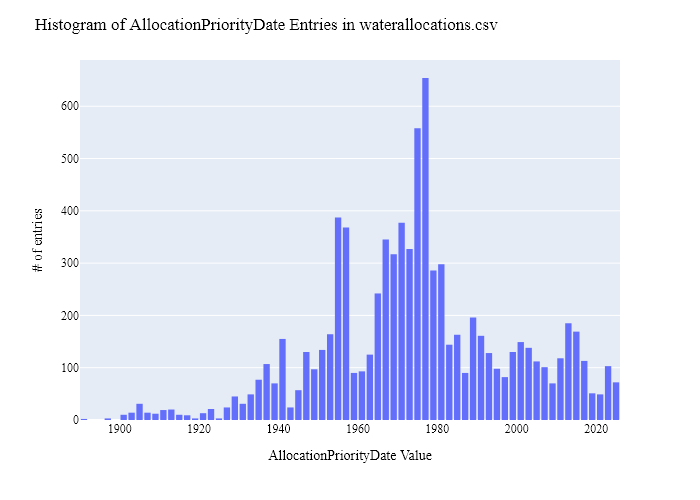 Histogram of AllocationPriorityDate Entries in waterallocations.csv
# of entries
600
500
400
300
200
100
0
1900 1920 1940 1960 1980 2000 2020
AllocationPriorityDate Value